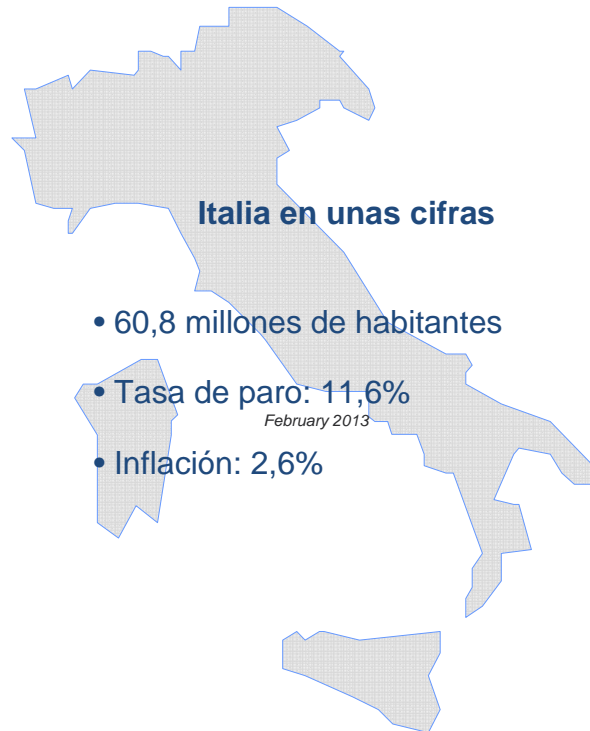 Italia en unas cifras
• 60,8 millones de habitantes
• Tasa de paro: 11,6%
February 2013
• Inflación: 2,6%